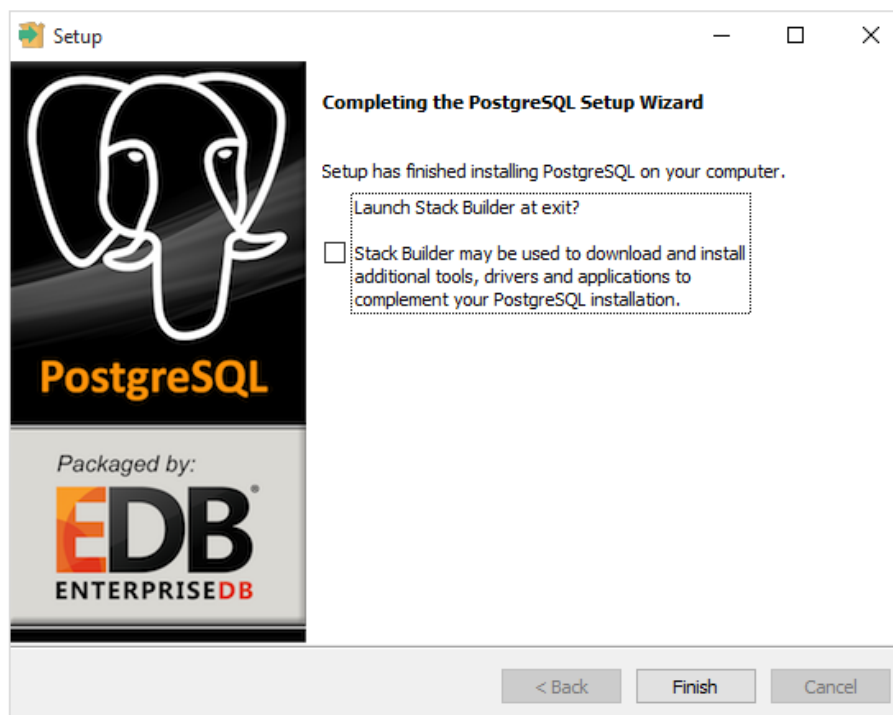 Setup
Completing the PostgreSQL Setup Wizard
Setup has finished installing PostgreSQL on your computer.
Launch Stack Builder at exit?
Stack Builder may be used to download and install
additional tools, drivers and applications to
complement your PostgreSQL installation.
PostgreSQL
Packaged by:
EDB®
ENTERPRISEDB
< Back
Finish
Cancel